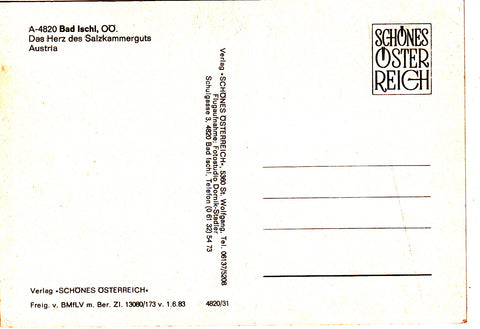 A-4820 Bad Ischl, OÖ.
Das Herz des Salzkammerguts
Austria
SCHÖNES
ÖSTER
REICH
Verlag »SCHÖNES ÖSTERREICH«, 5360 St. Wolfgang, Tel. 06137/5208
Flugaufnahme: Fotostudio Dornik-Stadler
Schulgasse 3, 4820 Bad Ischl, Telefon (0 61 32) 54 73
Verlag »SCHÖNES ÖSTERREICH«
Freig. v. BMfLV m. Ber. Zl. 13080/173 v. 1.6.83
4820/31